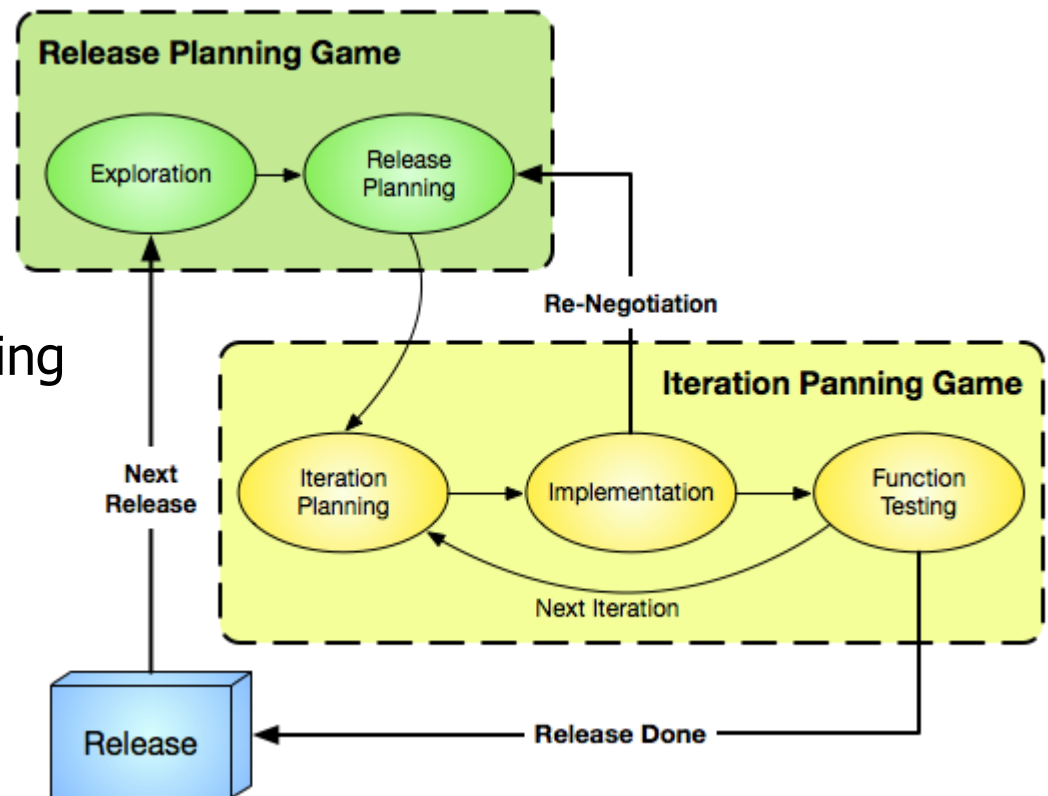 Release Planning Game
Exploration
Release
Planning
Re-Negotiation
ing
Iteration Panning Game
Next
Release
Iteration
Planning
Implementation
Function
Testing
Next Iteration
Release
Release Done